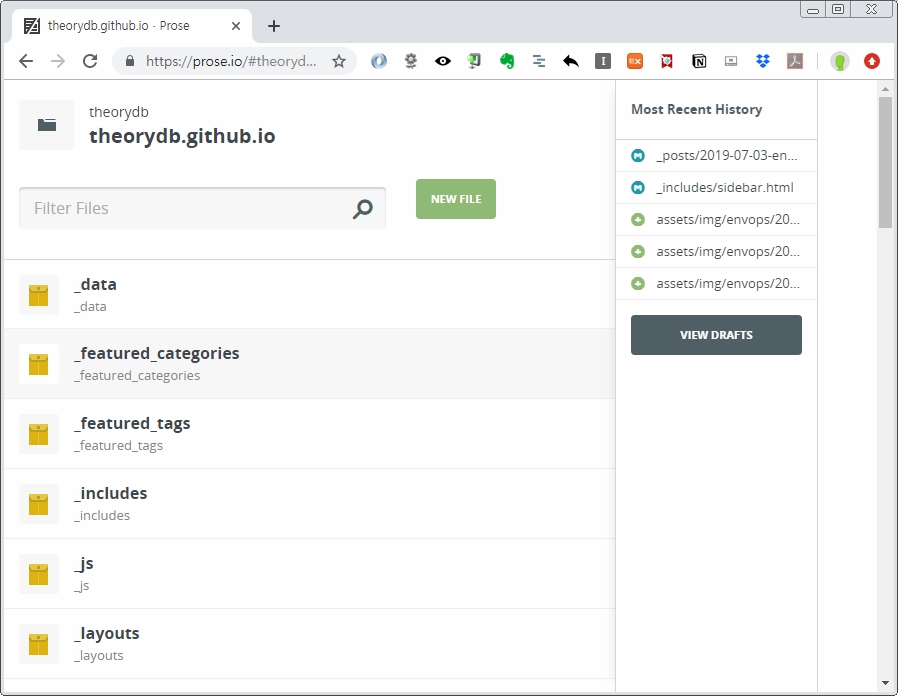 theorydb.github.io · Prose
https://prose.io/#theoryd...
theorydb
theorydb.github.io
Filter Files
NEW FILE
_data
_data
_featured_categories
_featured_categories
_featured_tags
_featured_tags
_includes
_includes
_js
_js
_layouts
_layouts
Most Recent History
_posts/2019-07-03-en...
_includes/sidebar.html
assets/img/envops/20...
assets/img/envops/20...
assets/img/envops/20...
VIEW DRAFTS